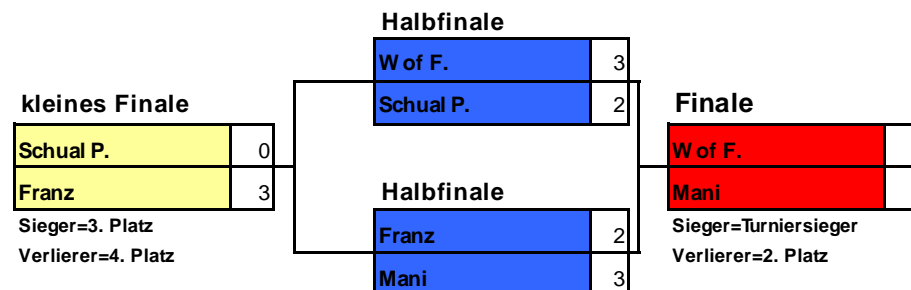 Halbfinale
W of F. 3
Schual P. 2
kleines Finale
Schual P. 0
Franz 3
Sieger=3. Platz
Verlierer=4. Platz
Halbfinale
Franz 2
Mani 3
Finale
W of F.
Mani
Sieger=Turniersieger
Verlierer=2. Platz